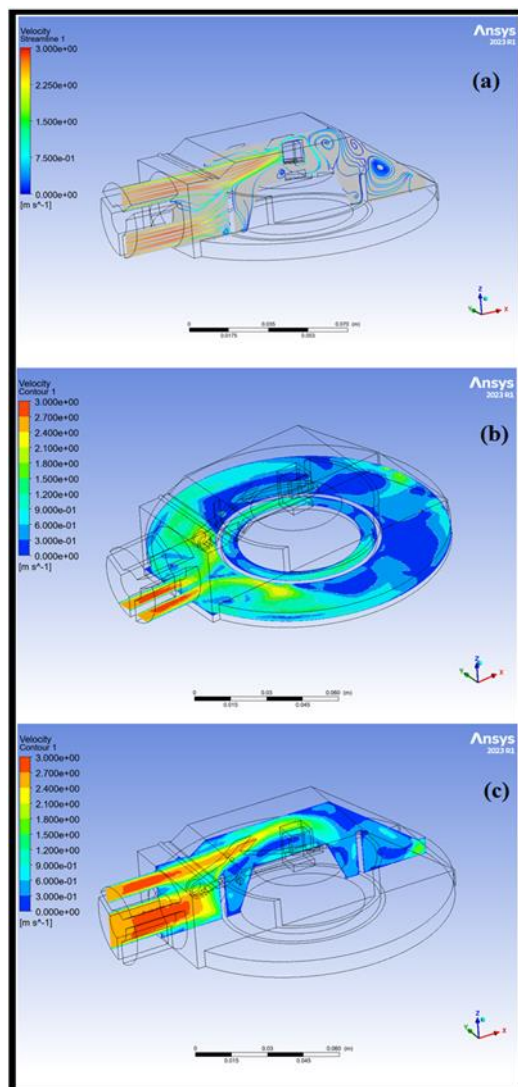 Velocity
Streamline 1
3.000e+00
2.250e+00
1.500e+00
7.500e-01
0.000e+00
[m s^-1]
Ansys
2023 R1
(a)
Z
Y
X
0
0.035
0.070
(m)
0.0175
0.053
Velocity
Contour 1
3.000e+00
2.700e+00
2.400e+00
2.100e+00
1.800e+00
1.500e+00
1.200e+00
9.000e-01
6.000e-01
3.000e-01
0.000e+00
[m s^-1]
Ansys
2023 R1
(b)
Z
Y
X
0
0.03
0.060
(m)
0.015
0.045
Velocity
Contour 1
3.000e+00
2.700e+00
2.400e+00
2.100e+00
1.800e+00
1.500e+00
1.200e+00
9.000e-01
6.000e-01
3.000e-01
0.000e+00
[m s^-1]
Ansys
2023 R1
(c)
Z
Y
X
0
0.03
0.060
(m)
0.015
0.045